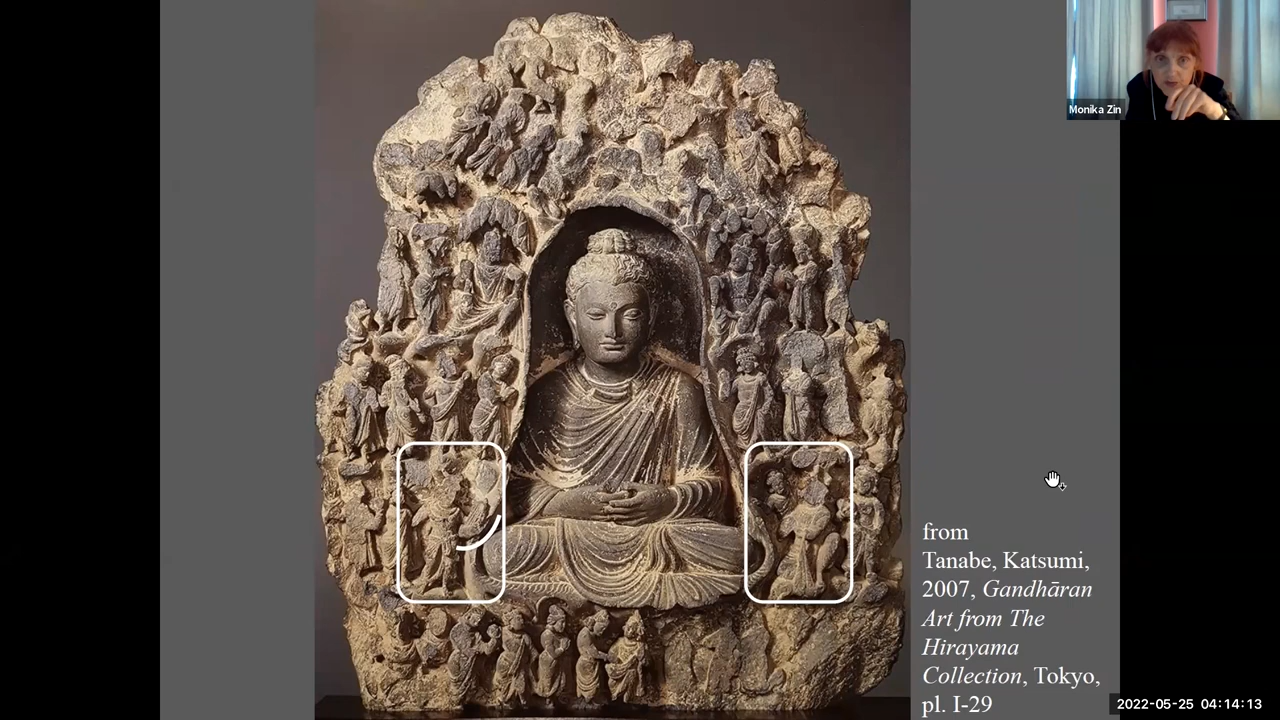 Monika Zin
from
Tanabe, Katsumi,
2007, Gandhāran
Art from The
Hirayama
Collection, Tokyo,
pl. I-29
2022-05-25 04:14:13